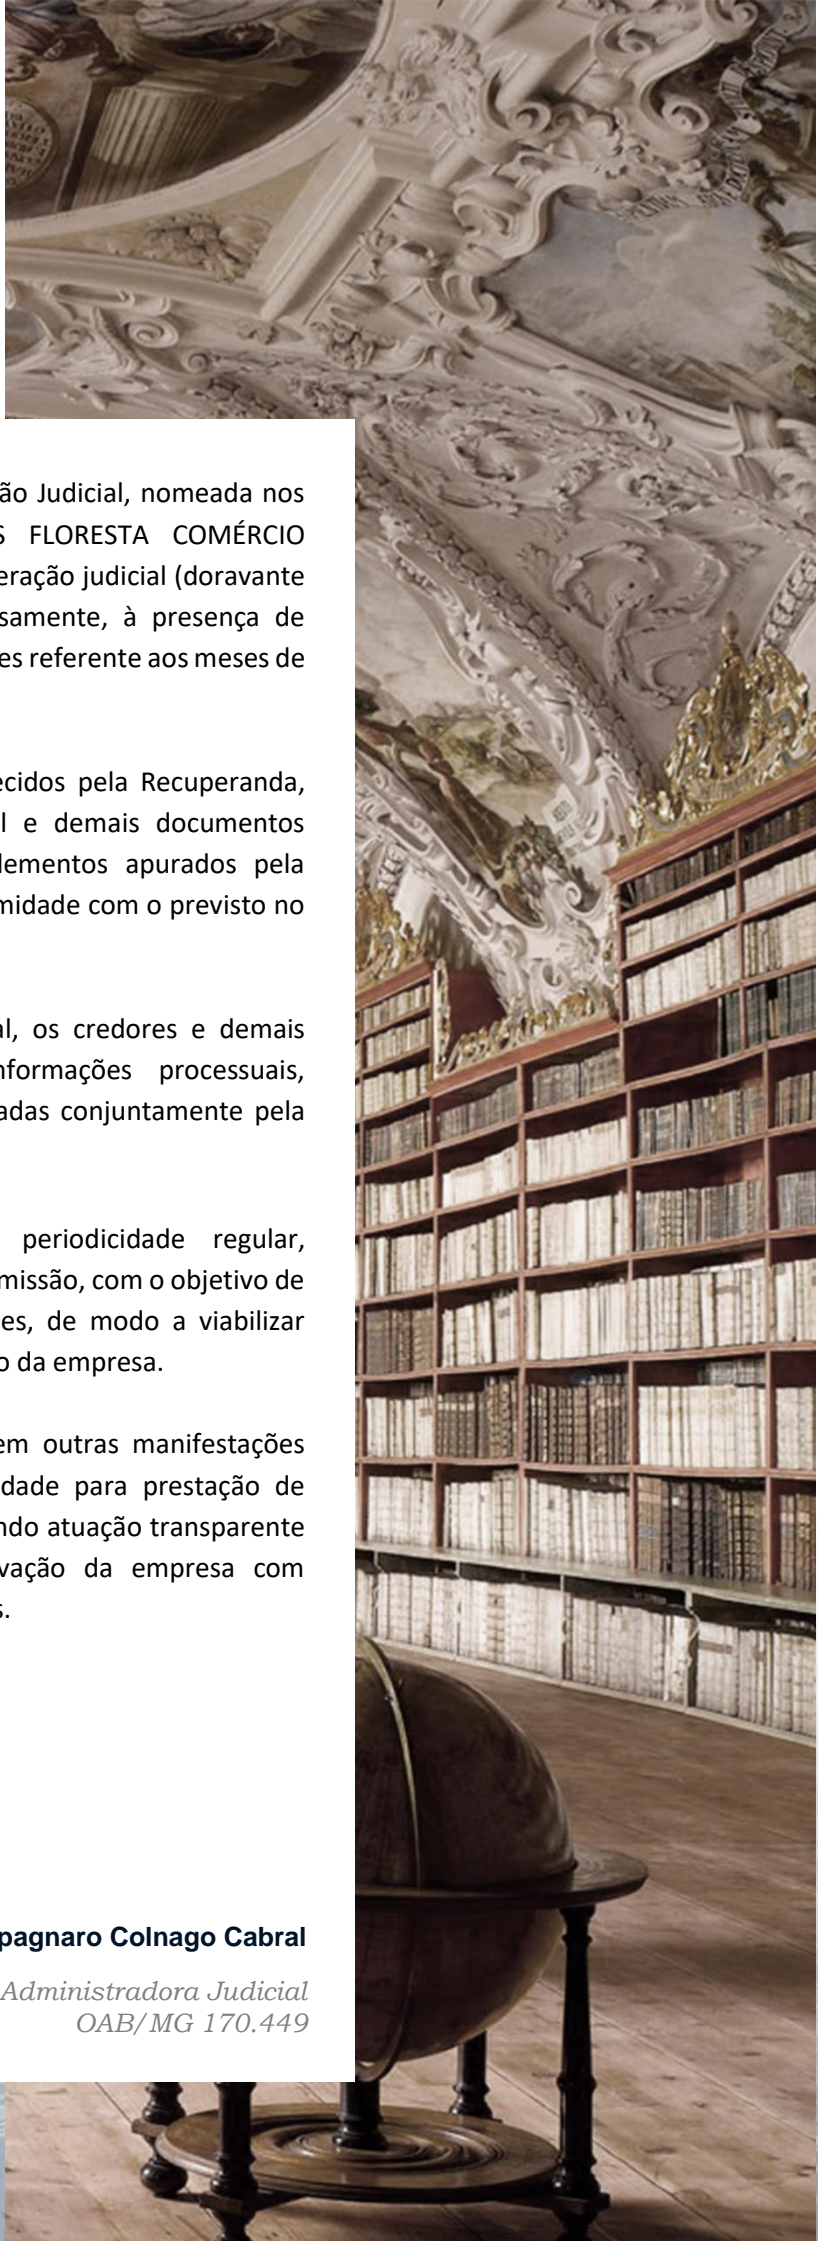 ão Judicial, nomeada nos
S FLORESTA COMÉRCIO
eração judicial (doravante
samente, à presença de
es referente aos meses de
ecidos pela Recuperanda,
l e demais documentos
lementos apurados pela
midade com o previsto no
al, os credores e demais
nformações processuais,
adas conjuntamente pela
periodicidade regular,
missão, com o objetivo de
es, de modo a viabilizar
o da empresa.
em outras manifestações
dade para prestação de
ndo atuação transparente
vação da empresa com
s.
pagnaro Colnago Cabral
Administradora Judicial
OAB/MG 170.449